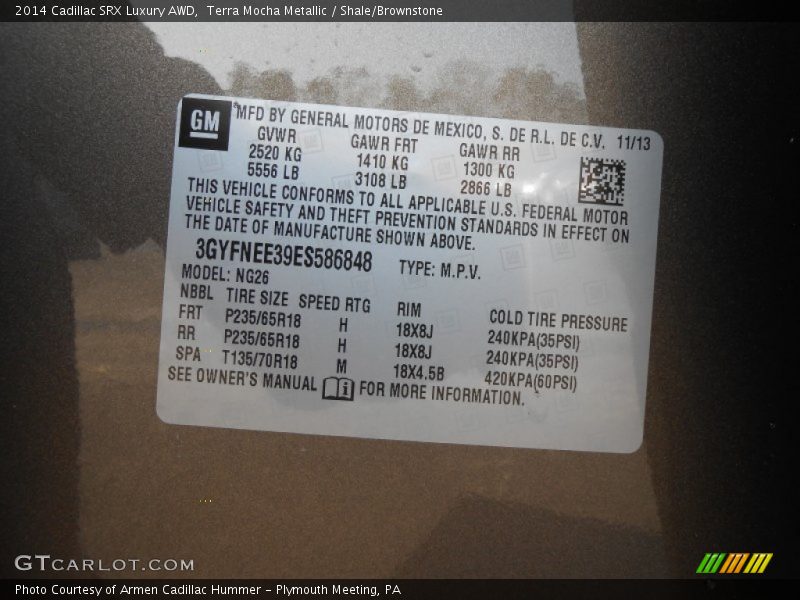 2014 Cadillac SRX Luxury AWD,  Terra Mocha Metallic / Shale/Brownstone
GM
MFD BY GENERAL MOTORS DE MEXICO, S. DE R.L. DE C.V. 11/13
GVWR GAWR FRT GAWR RR
2520 KG 1410 KG 1300 KG
5556 LB 3108 LB 2866 LB
THIS VEHICLE CONFORMS TO ALL APPLICABLE U.S. FEDERAL MOTOR
VEHICLE SAFETY AND THEFT PREVENTION STANDARDS IN EFFECT ON
THE DATE OF MANUFACTURE SHOWN ABOVE.
3GYFNEE39ES586848 TYPE: M.P.V.
MODEL: NG26
NBBL TIRE SIZE SPEED RTG RIM COLD TIRE PRESSURE
FRT P235/65R18 H 18X8J 240KPA(35PSI)
RR P235/65R18 H 18X8J 240KPA(35PSI)
SPA T135/70R18 M 18X4.5B 420KPA(60PSI)
SEE OWNER'S MANUAL FOR MORE INFORMATION.
GTCARLOT.COM
Photo Courtesy of Armen Cadillac Hummer - Plymouth Meeting, PA